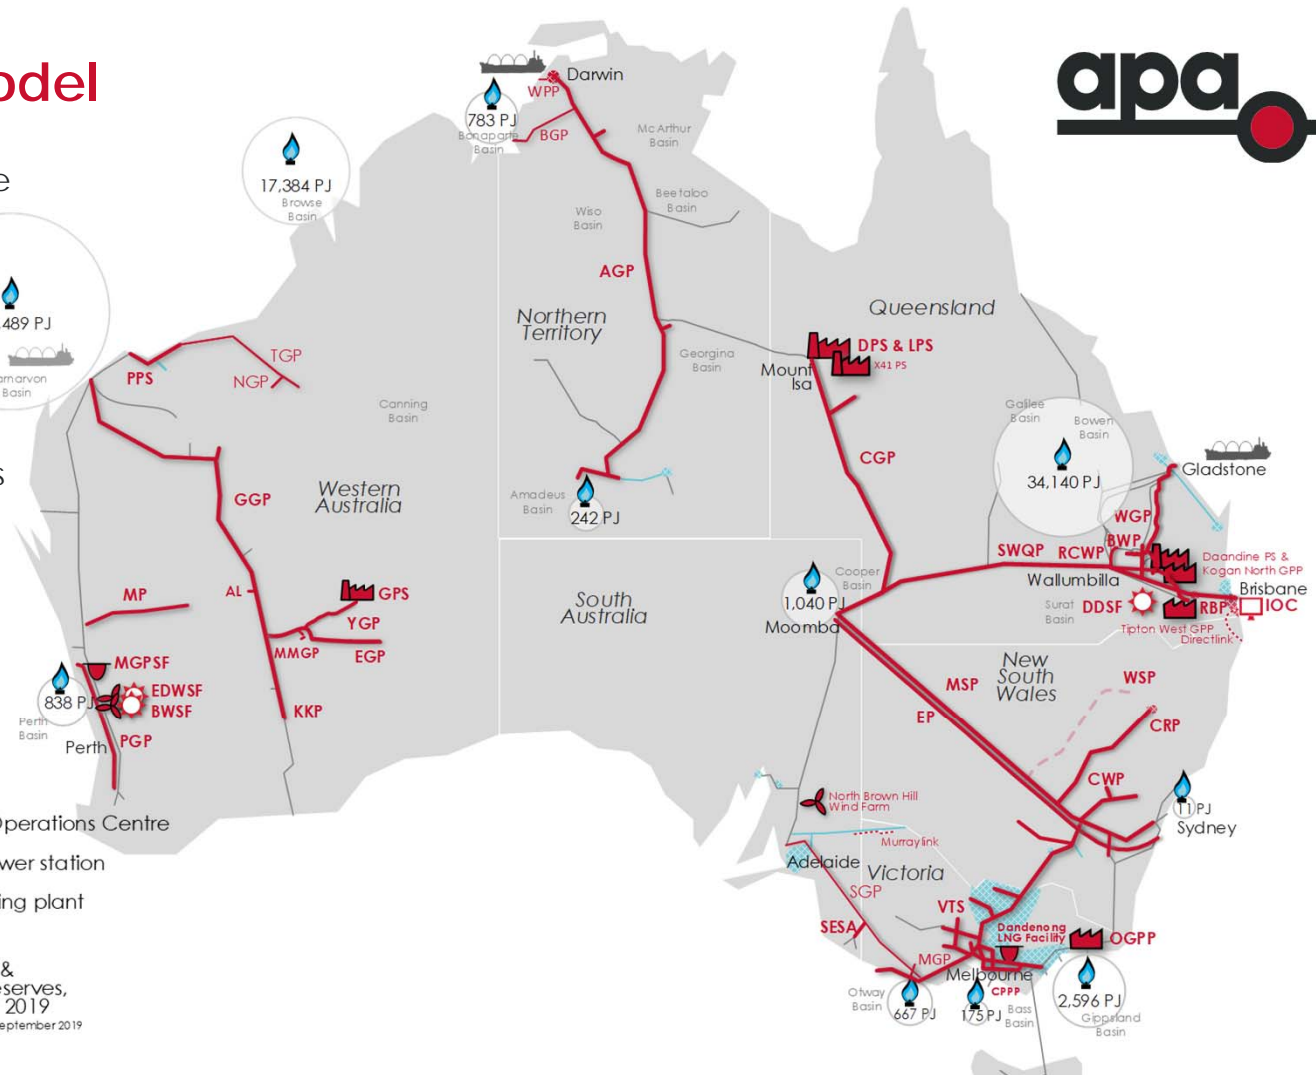 odel
apa
e
s
Darwin
WPP
783 PJ
Bonaparte
Basin
BGP
McArthur
Basin
17,384 PJ
Browse
Basin
Beetaloo
Basin
Wiso
Basin
AGP
Northern
Territory
Queensland
489 PJ
Basin
TGP
NGP
PPS
Georgina
Basin
DPS & LPS
X41 PS
Mount
Isa
Canning
Basin
Galilee
Basin
Bowen
Basin
34,140 PJ
Gladstone
CGP
GGP
Western
Australia
Amadeus
Basin
242 PJ
WGP
BWP
SWQP
RCWP
Daandine PS &
Kogan North GPP
Wallumbilla
Brisbane
Cooper
Basin
1,040 PJ
Moomba
Surat
Basin
DDSF
RBP
IOC
Tipton West GPP
Directlink
South
Australia
MP
AL
GPS
YGP
MMGP
EGP
MGPSF
EDWSF
BWSF
838 PJ
Perth
Basin
Perth
PGP
KKP
New
South
Wales
MSP
EP
WSP
CRP
CWP
11 PJ
Sydney
North Brown Hill
Wind Farm
Murraylink
Adelaide
Victoria
SGP
SESA
VTS
Dandenong
LNG Facility
OGPP
MGP
Melbourne
CPPP
Otway
Basin
667 PJ
175 PJ
Bass
Basin
2,596 PJ
Gippsland
Basin
Operations Centre
wer station
ing plant
&
eserves,
2019
eptember 2019